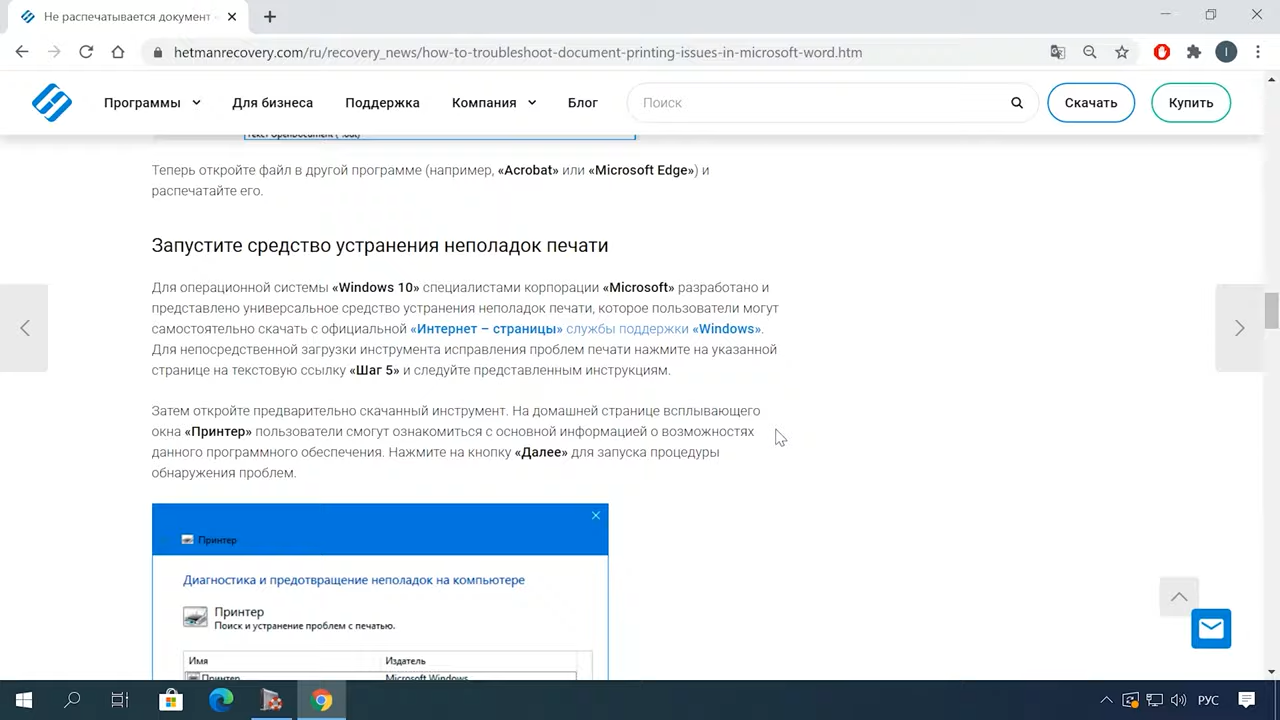 Не распечатывается документ
hetmanrecovery.com/ru/recovery_news/how-to-troubleshoot-document-printing-issues-in-microsoft-word.htm
I
Программы
Для бизнеса
Поддержка
Компания
Блог
Поиск
Скачать
Купить
Текст OpenDocument (*.odt)
Теперь откройте файл в другой программе (например, «Acrobat» или «Microsoft Edge») и
распечатайте его.
Запустите средство устранения неполадок печати
Для операционной системы «Windows 10» специалистами корпорации «Microsoft» разработано и
представлено универсальное средство устранения неполадок печати, которое пользователи могут
самостоятельно скачать с официальной «Интернет – страницы» службы поддержки «Windows».
Для непосредственной загрузки инструмента исправления проблем печати нажмите на указанной
странице на текстовую ссылку «Шаг 5» и следуйте представленным инструкциям.
Затем откройте предварительно скачанный инструмент. На домашней странице всплывающего
окна «Принтер» пользователи смогут ознакомиться с основной информацией о возможностях
данного программного обеспечения. Нажмите на кнопку «Далее» для запуска процедуры
обнаружения проблем.
Принтер
Диагностика и предотвращение неполадок на компьютере
Принтер
Поиск и устранение проблем с печатью.
Имя Издатель
Принтер Microsoft Windows
РУС